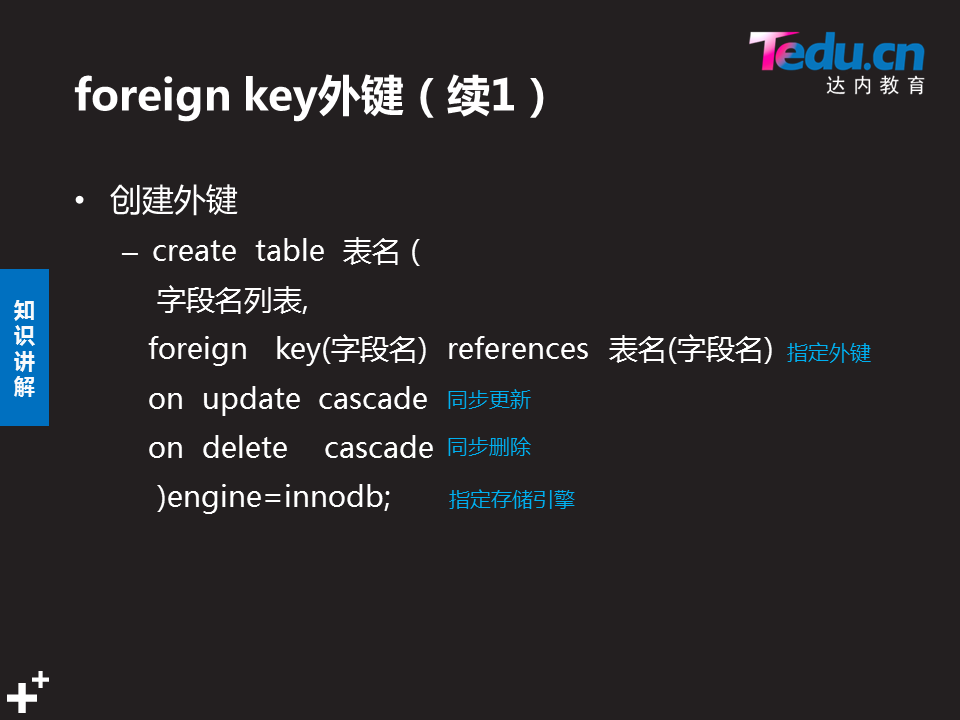 Tedu.cn
达内教育
foreign key外键（续1）
• 创建外键
– create table 表名（
字段名列表,
foreign key(字段名) references 表名(字段名) 指定外键
on update cascade 同步更新
on delete cascade 同步删除
)engine=innodb; 指定存储引擎
知识讲解